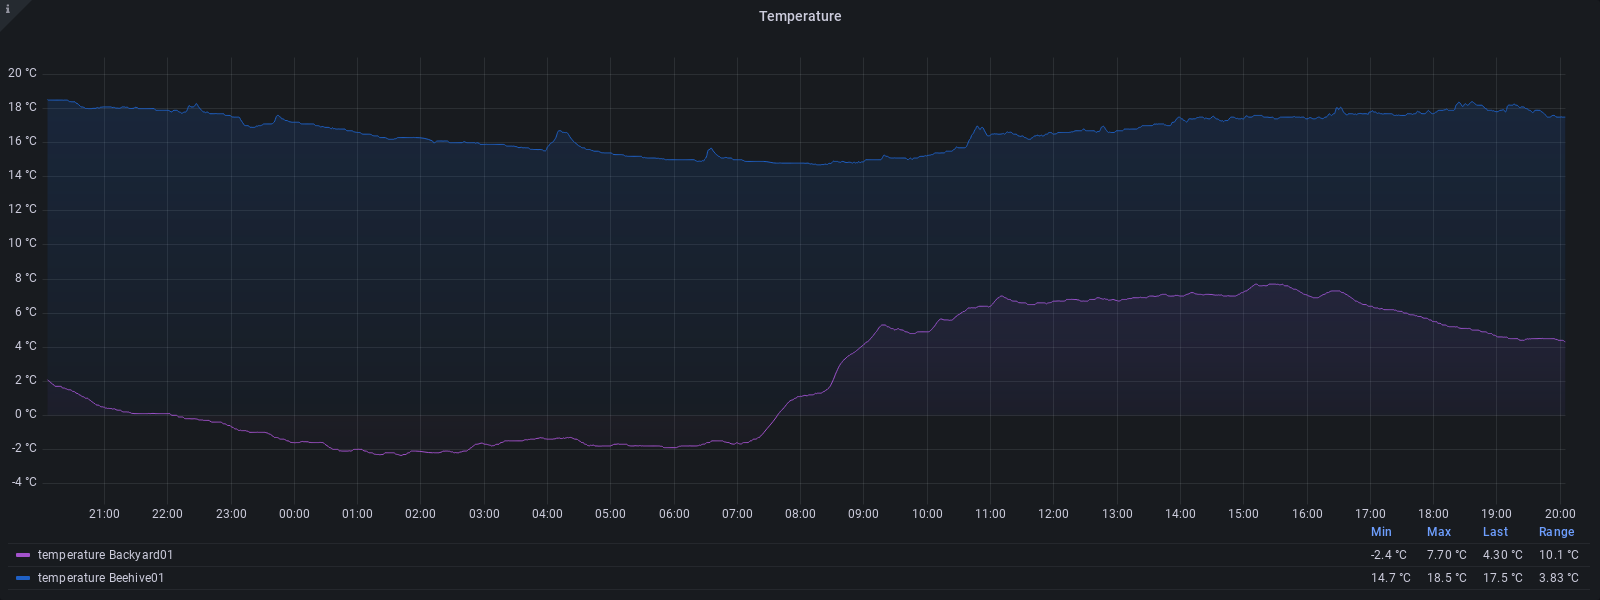 i
Temperature
20 °C
18 °C
16 °C
14 °C
12 °C
10 °C
8 °C
6 °C
4 °C
2 °C
0 °C
-2 °C
-4 °C
21:00 22:00 23:00 00:00 01:00 02:00 03:00 04:00 05:00 06:00 07:00 08:00 09:00 10:00 11:00 12:00 13:00 14:00 15:00 16:00 17:00 18:00 19:00 20:00
Min Max Last Range
temperature Backyard01 -2.4 °C 7.70 °C 4.30 °C 10.1 °C
temperature Beehive01 14.7 °C 18.5 °C 17.5 °C 3.83 °C